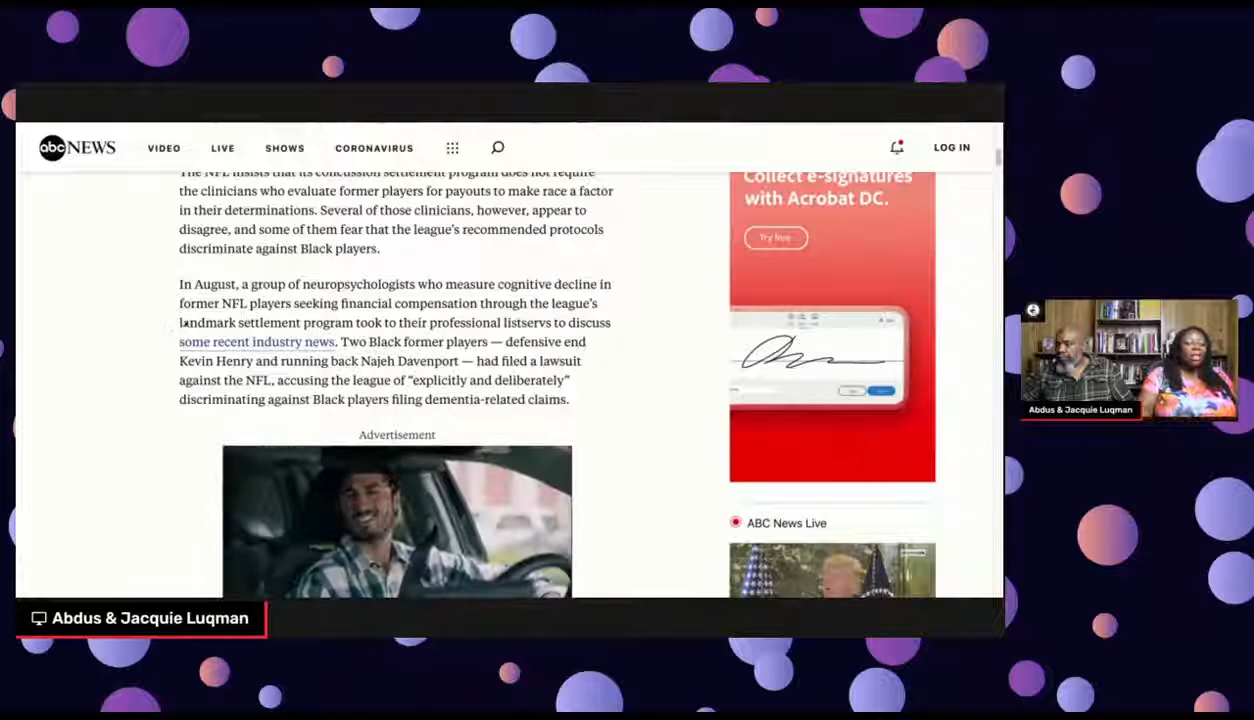 abc NEWS
VIDEO
LIVE
SHOWS
CORONAVIRUS
LOG IN
The NFL insists that its concussion settlement program does not require
the clinicians who evaluate former players for payouts to make race a factor
in their determinations. Several of those clinicians, however, appear to
disagree, and some of them fear that the league's recommended protocols
discriminate against Black players.
In August, a group of neuropsychologists who measure cognitive decline in
former NFL players seeking financial compensation through the league's
landmark settlement program took to their professional listservs to discuss
some recent industry news. Two Black former players — defensive end
Kevin Henry and running back Najeh Davenport — had filed a lawsuit
against the NFL, accusing the league of “explicitly and deliberately”
discriminating against Black players filing dementia-related claims.
Advertisement
Collect e-signatures
with Acrobat DC.
Try free
ABC News Live
Abdus & Jacquie Luqman
Abdus & Jacquie Luqman